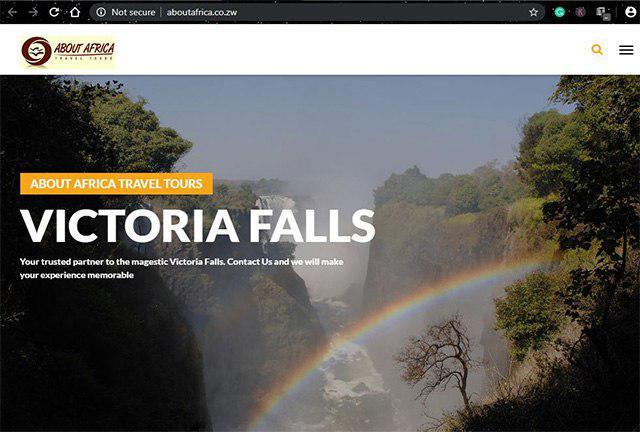 Not secure | aboutafrica.co.zw
ABOUT AFRICA
TRAVEL TOURS
ABOUT AFRICA TRAVEL TOURS
VICTORIA FALLS
Your trusted partner to the magestic Victoria Falls. Contact Us and we will make
your experience memorable